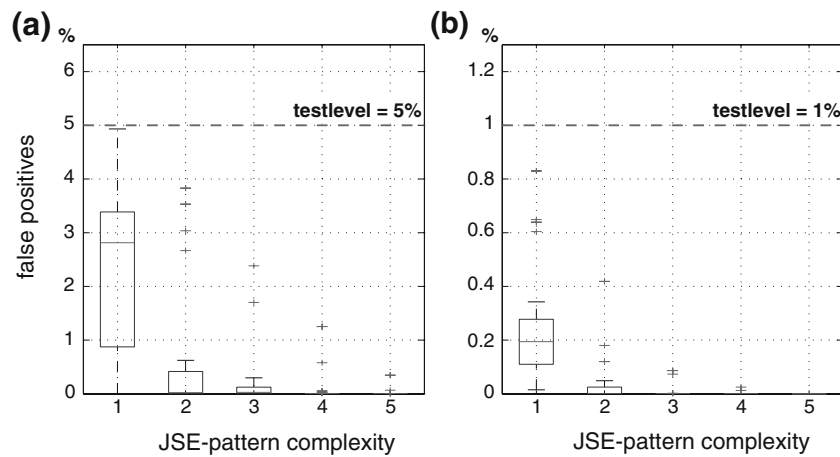 (a)
%
6
5
4
3
2
1
0
testlevel = 5%
false positives
1 2 3 4 5
JSE-pattern complexity
(b)
%
1.2
1
0.8
0.6
0.4
0.2
0
testlevel = 1%
1 2 3 4 5
JSE-pattern complexity